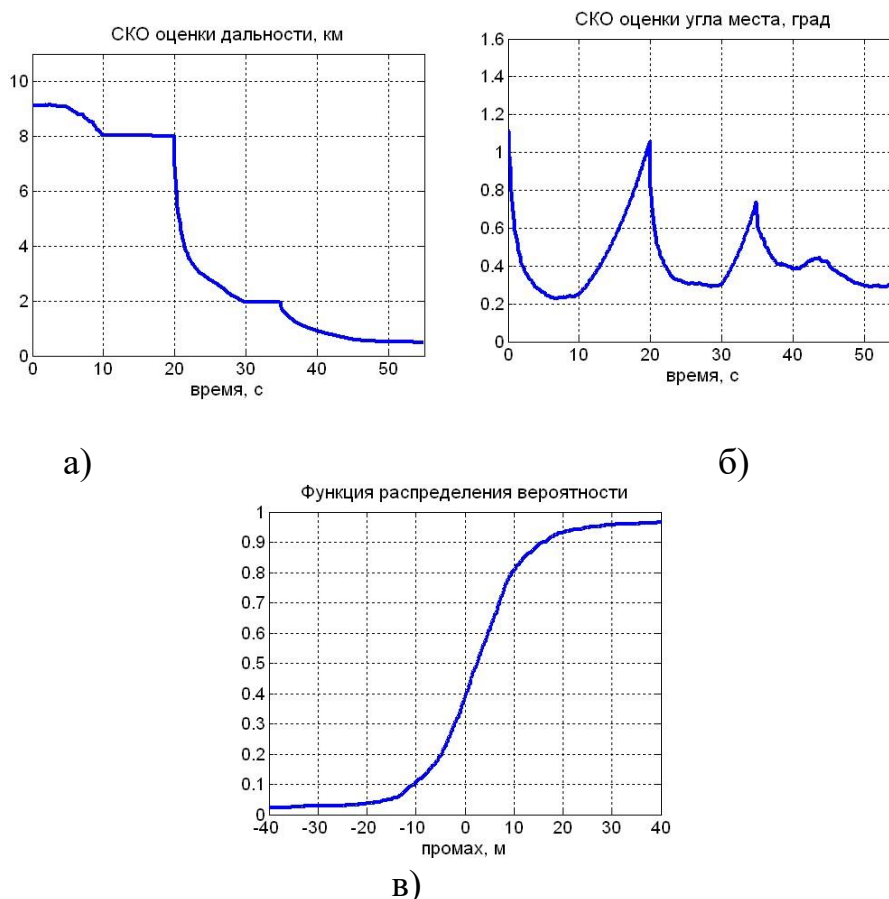 СКО оценки дальности, км
10
8
6
4
2
0
0 10 20 30 40 50
время, с
СКО оценки угла места, град
1.6
1.4
1.2
1
0.8
0.6
0.4
0.2
0
0 10 20 30 40 50
время, с
а)
б)
Функция распределения вероятности
1
0.9
0.8
0.7
0.6
0.5
0.4
0.3
0.2
0.1
0
-40 -30 -20 -10 0 10 20 30 40
промах, м
в)